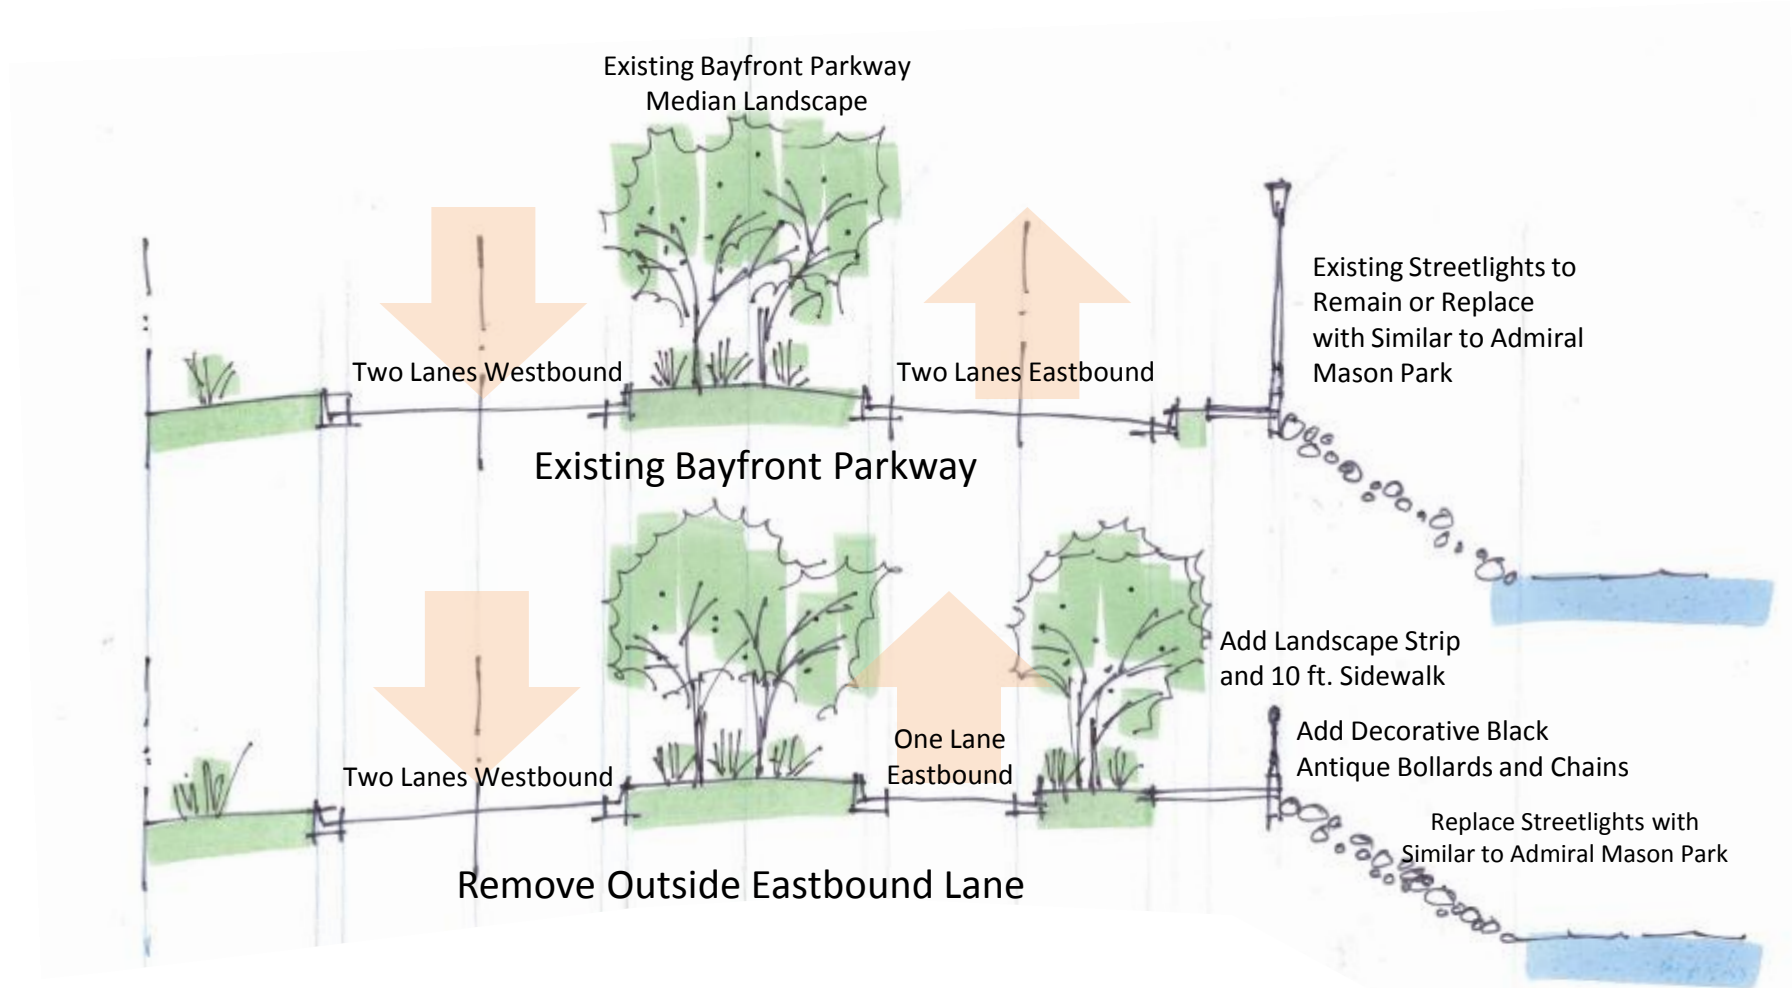 Existing Bayfront Parkway
Median Landscape
Existing Streetlights to
Remain or Replace
with Similar to Admiral
Mason Park
Two Lanes Westbound
Two Lanes Eastbound
Existing Bayfront Parkway
Add Landscape Strip
and 10 ft. Sidewalk
One Lane
Eastbound
Add Decorative Black
Antique Bollards and Chains
Two Lanes Westbound
Replace Streetlights with
Similar to Admiral Mason Park
Remove Outside Eastbound Lane